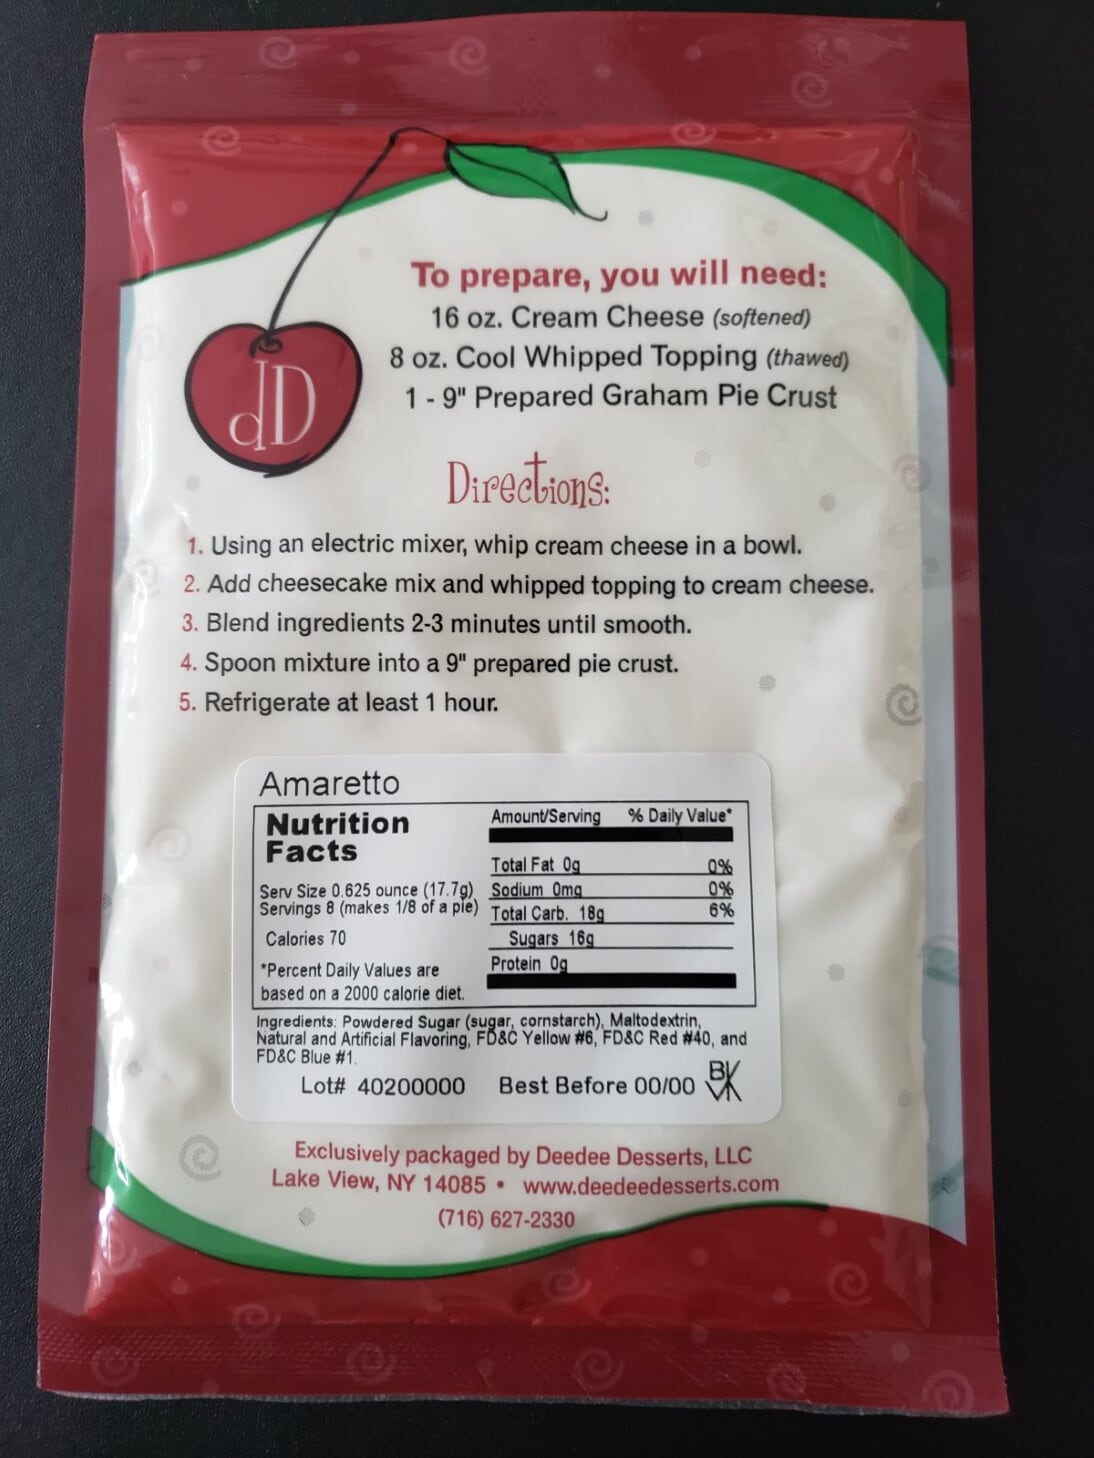 dD
To prepare, you will need:
16 oz. Cream Cheese (softened)
8 oz. Cool Whipped Topping (thawed)
1 - 9" Prepared Graham Pie Crust
Directions:
1. Using an electric mixer, whip cream cheese in a bowl.
2. Add cheesecake mix and whipped topping to cream cheese.
3. Blend ingredients 2-3 minutes until smooth.
4. Spoon mixture into a 9" prepared pie crust.
5. Refrigerate at least 1 hour.
Amaretto
Nutrition
Facts
Serv Size 0.625 ounce (17.7g)
Servings 8 (makes 1/8 of a pie)
Calories 70
*Percent Daily Values are
based on a 2000 calorie diet.
Amount/Serving % Daily Value*
Total Fat 0g 0%
Sodium 0mg 0%
Total Carb. 18g 6%
Sugars 16g
Protein 0g
Ingredients: Powdered Sugar (sugar, cornstarch), Maltodextrin,
Natural and Artificial Flavoring, FD&C Yellow #6, FD&C Red #40, and
FD&C Blue #1.
Lot# 40200000 Best Before 00/00
Exclusively packaged by Deedee Desserts, LLC
Lake View, NY 14085 • www.deedeedesserts.com
(716) 627-2330